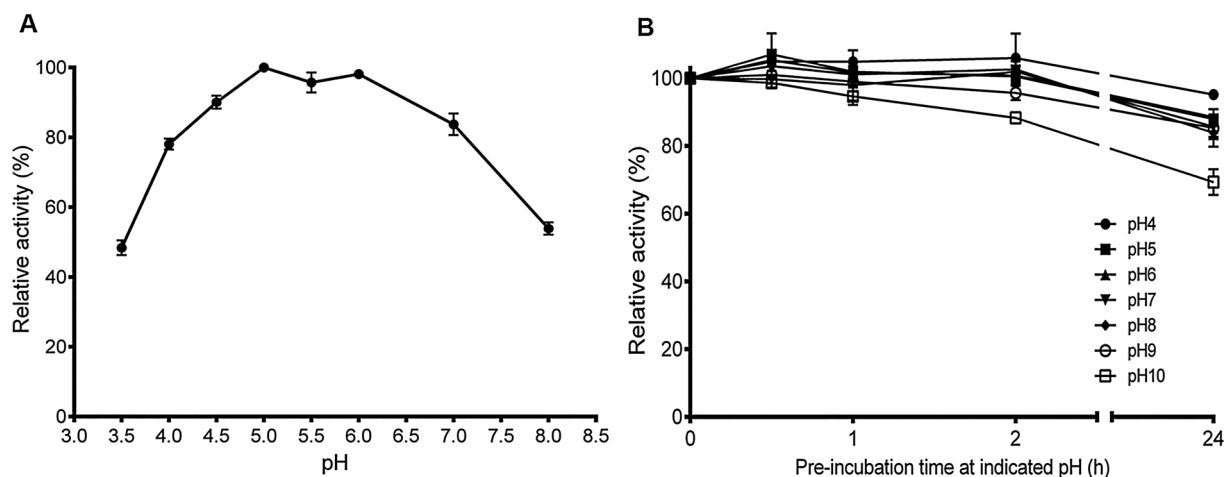 A
Relative activity (%)
100
80
60
40
20
0
3.0 3.5 4.0 4.5 5.0 5.5 6.0 6.5 7.0 7.5 8.0 8.5
pH
B
Relative activity (%)
100
80
60
40
20
0
pH4
pH5
pH6
pH7
pH8
pH9
pH10
0 1 2 24
Pre-incubation time at indicated pH (h)